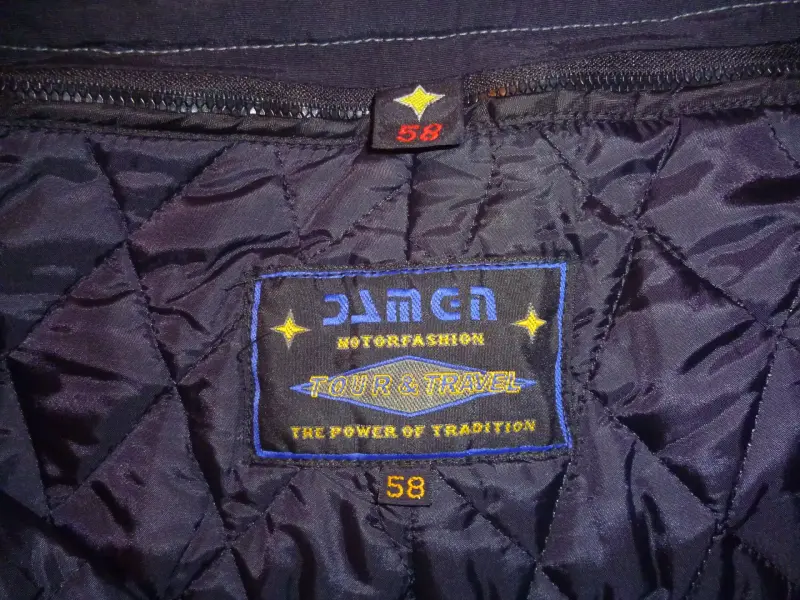 58
DAMEN
MOTORFASHION
TOUR & TRAVEL
THE POWER OF TRADITION
58